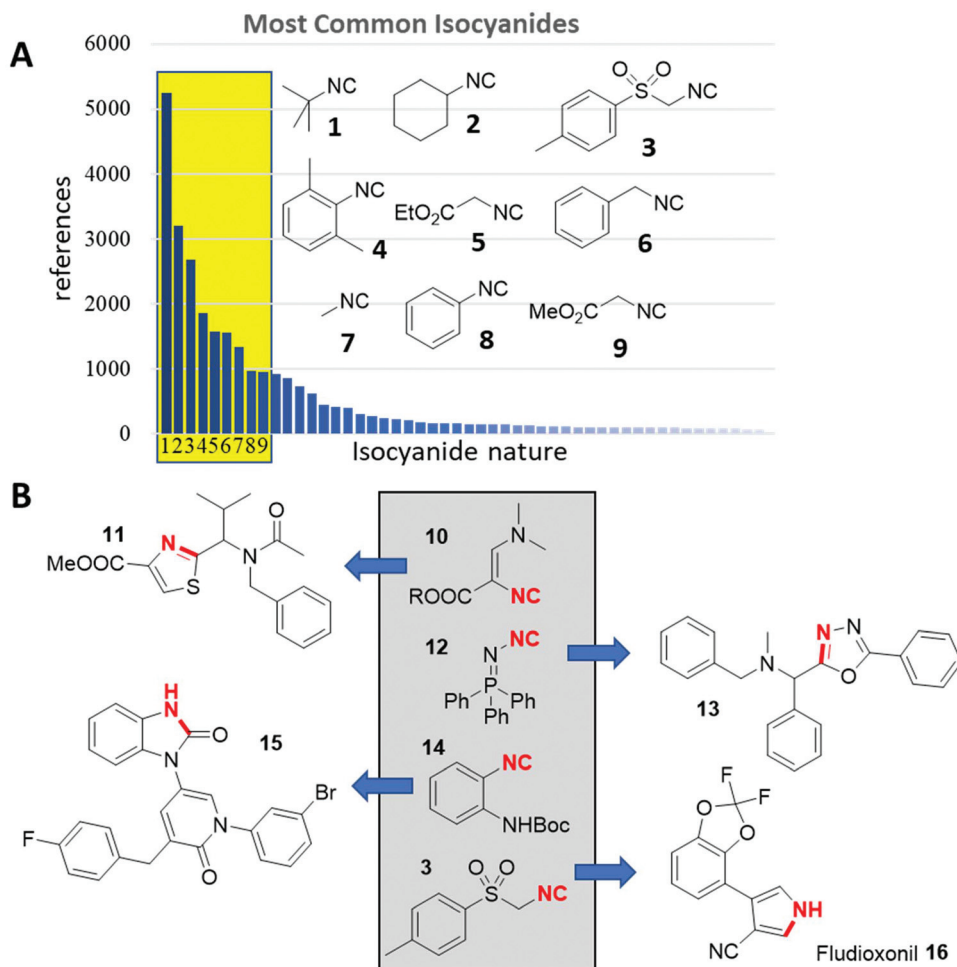 Most Common Isocyanides
A
references
6000
5000
4000
3000
2000
1000
0
NC
1
NC
2
O O
S
NC
3
NC
4
EtO2C
NC
5
NC
6
NC
7
NC
8
MeO2C
NC
9
123456789
Isocyanide nature
B
11
MeOOC
N
S
N
O
10
N
ROOC
NC
12
NC
N
P
Ph
Ph
Ph
13
N
N
N
O
15
H
N
O
N
F
N
O
Br
14
NC
NHBoc
3
O O
S
NC
F
F
O
O
NH
NC
Fludioxonil 16